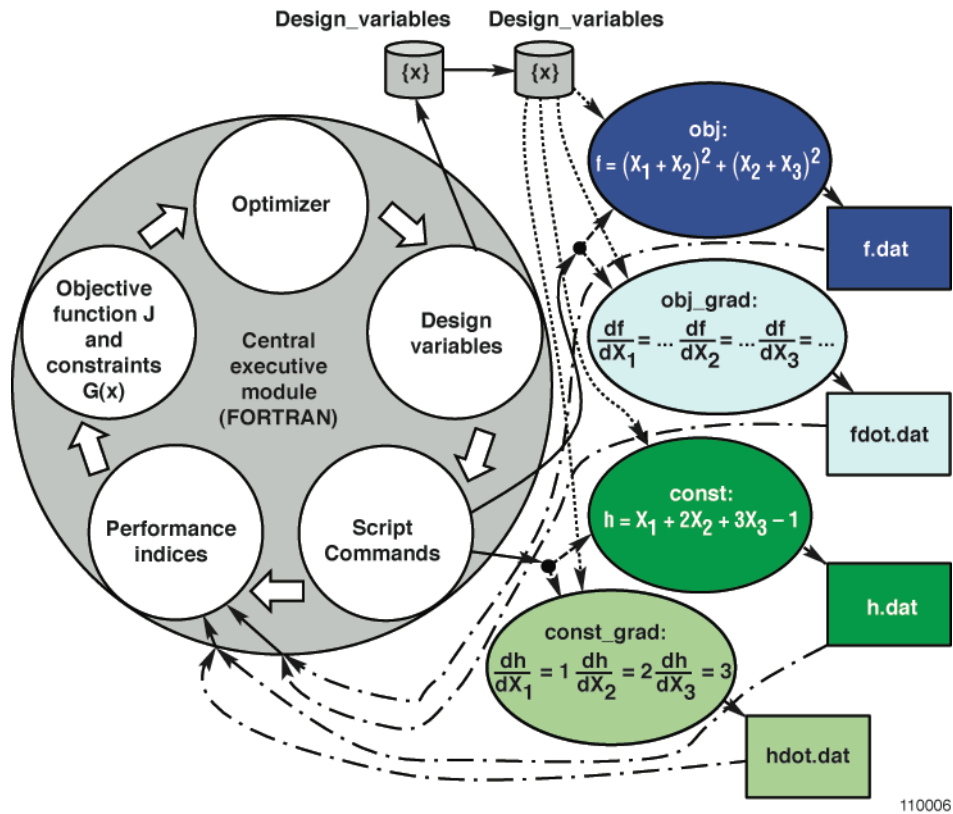 Design_variables Design_variables
{x} {x}
obj:
f = (X₁ + X₂)² + (X₂ + X₃)²
f.dat
Optimizer
Objective
function J
and
constraints
G(x)
Design
variables
Central
executive
module
(FORTRAN)
obj_grad:
df/dX₁ = ... df/dX₂ = ... df/dX₃ = ...
fdot.dat
Performance
indices
Script
Commands
const:
h = X₁ + 2X₂ + 3X₃ – 1
h.dat
const_grad:
dh/dX₁ = 1 dh/dX₂ = 2 dh/dX₃ = 3
hdot.dat
110006